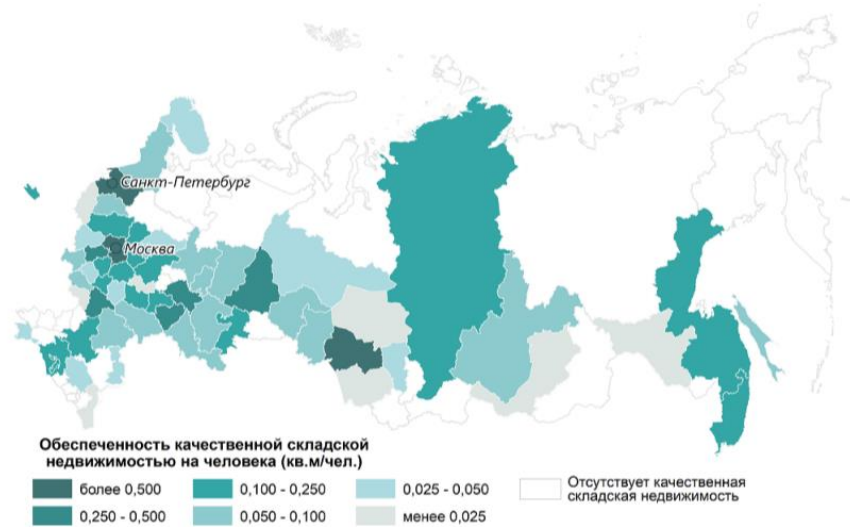 Санкт-Петербург
Москва
Обеспеченность качественной складской
недвижимостью на человека (кв.м/чел.)
более 0,500
0,100 - 0,250
0,025 - 0,050
Отсутствует качественная
складская недвижимость
0,250 - 0,500
0,050 - 0,100
менее 0,025